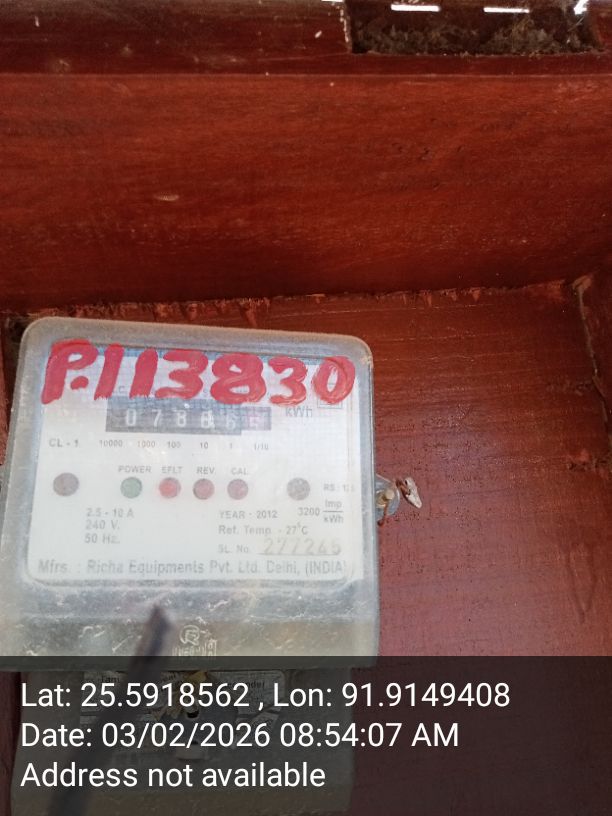 P.113830
kWh
CL - 1 10000 1000 100 10 1 1/10
POWER EFLT REV. CAL.
2.5 - 10 A
240 V.
50 Hz.
YEAR - 2012
Ref. Temp. - 27°C
3200 Imp/kWh
SL. No. 277245
Mfrs. : Richa Equipments Pvt. Ltd. Delhi, (INDIA)
Lat: 25.5918562 , Lon: 91.9149408
Date: 03/02/2026 08:54:07 AM
Address not available